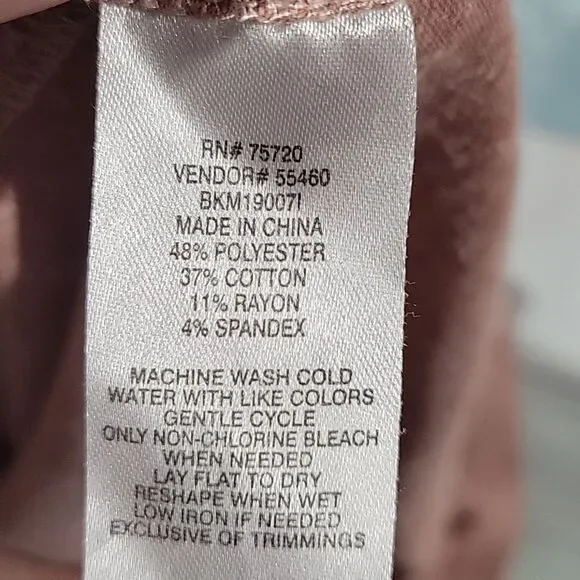 RN# 75720
VENDOR# 55460
BKM19007I
MADE IN CHINA
48% POLYESTER
37% COTTON
11% RAYON
4% SPANDEX
MACHINE WASH COLD
WATER WITH LIKE COLORS
GENTLE CYCLE
ONLY NON-CHLORINE BLEACH
WHEN NEEDED
LAY FLAT TO DRY
RESHAPE WHEN WET
LOW IRON IF NEEDED
EXCLUSIVE OF TRIMMINGS